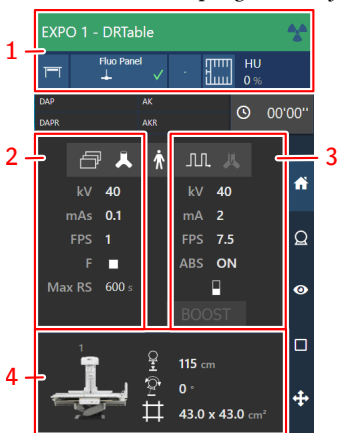 EXPO 1 - DRTable
1
Fluo Panel
HU
0 %
DAP AK
DAPR AKR
00'00''
2
3
kV 40
mAs 0.1
FPS 1
F
Max RS 600 s
kV 40
mA 2
FPS 7.5
ABS ON
BOOST
4
1
115 cm
0 °
43.0 x 43.0 cm²